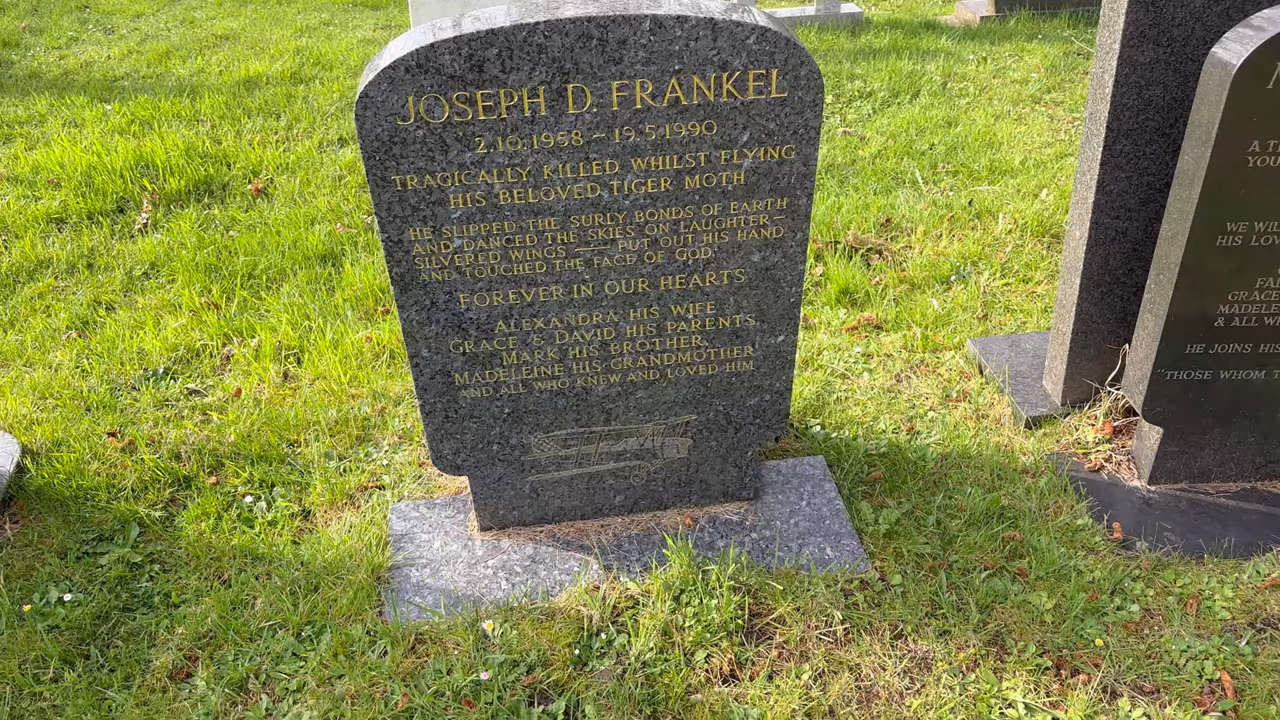 JOSEPH D. FRANKEL
2.10.1958 – 19.5.1990
TRAGICALLY KILLED WHILST FLYING
HIS BELOVED TIGER MOTH
HE SLIPPED THE SURLY BONDS OF EARTH
AND DANCED THE SKIES ON LAUGHTER–
SILVERED WINGS — PUT OUT HIS HAND
AND TOUCHED THE FACE OF GOD.
FOREVER IN OUR HEARTS
ALEXANDRA HIS WIFE
GRACE & DAVID HIS PARENTS,
MARK HIS BROTHER,
MADELEINE HIS GRANDMOTHER
AND ALL WHO KNEW AND LOVED HIM
A
YOU
WE
HIS
GRACE
MADELE
& ALL
HE JOINS HIS
"THOSE WHOM